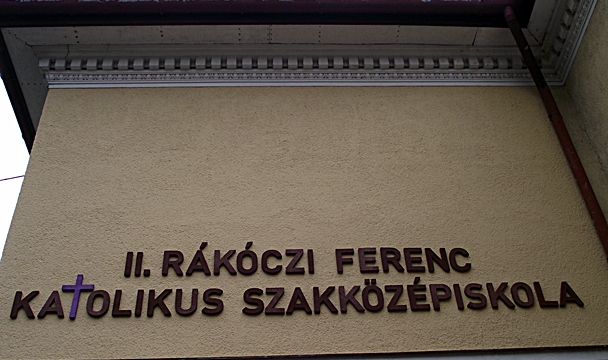 II. RÁKÓCZI FERENC
KATOLIKUS SZAKKÖZÉPISKOLA